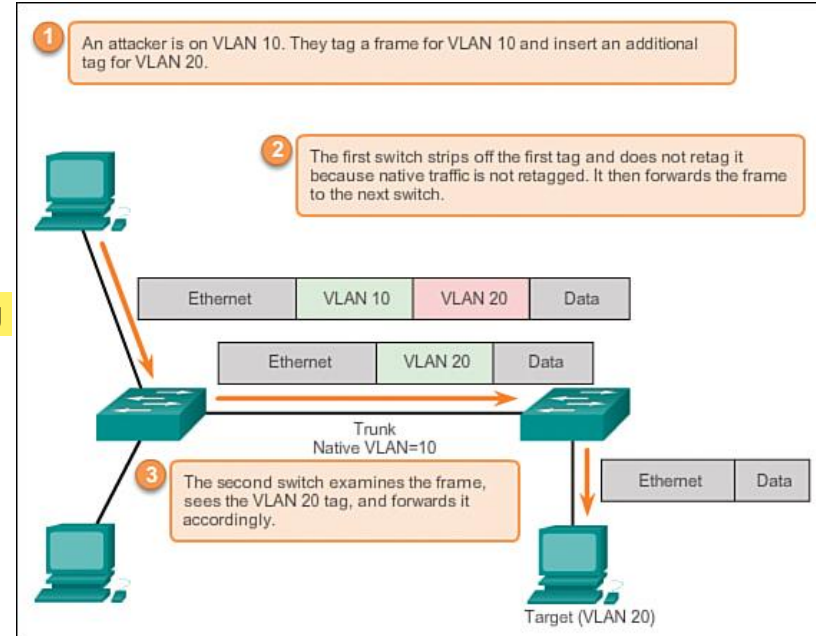 1
An attacker is on VLAN 10. They tag a frame for VLAN 10 and insert an additional
tag for VLAN 20.
2
The first switch strips off the first tag and does not retag it
because native traffic is not retagged. It then forwards the frame
to the next switch.
Ethernet VLAN 10 VLAN 20 Data
Ethernet VLAN 20 Data
Trunk
Native VLAN=10
3
The second switch examines the frame,
sees the VLAN 20 tag, and forwards it
accordingly.
Ethernet Data
Target (VLAN 20)